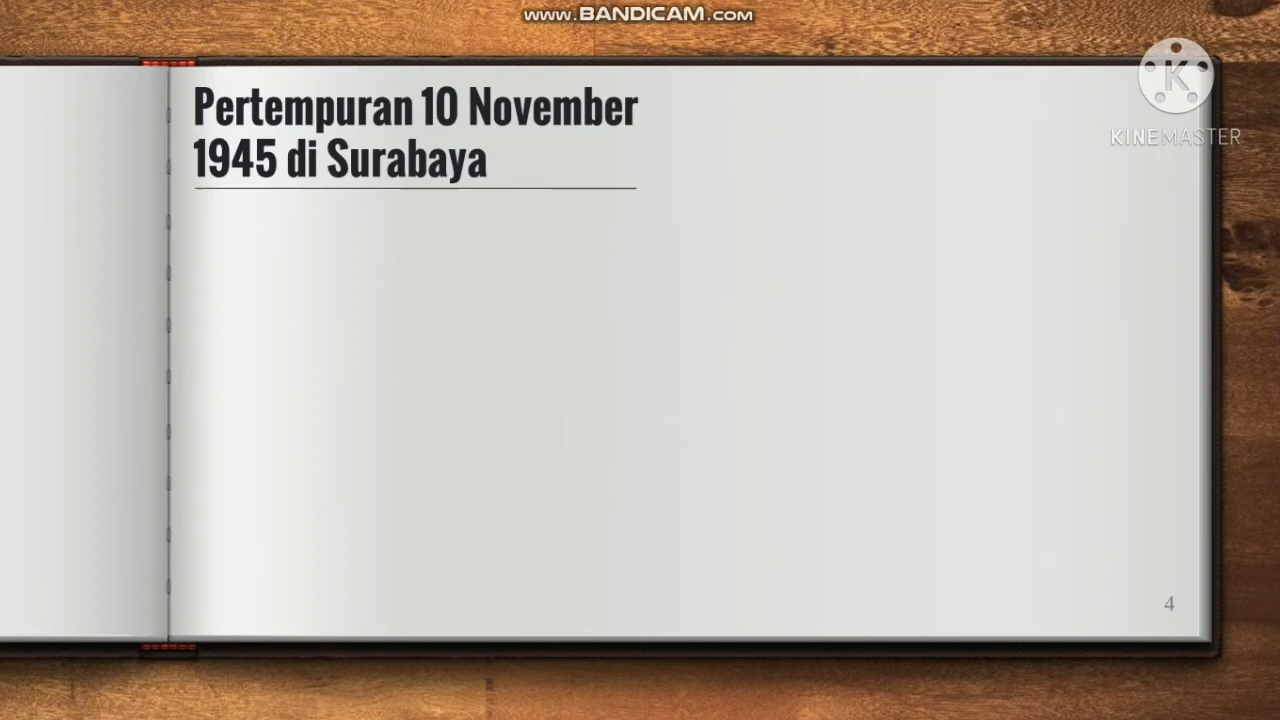 www.BANDICAM.com
Pertempuran 10 November
1945 di Surabaya
K
KINEMASTER
4